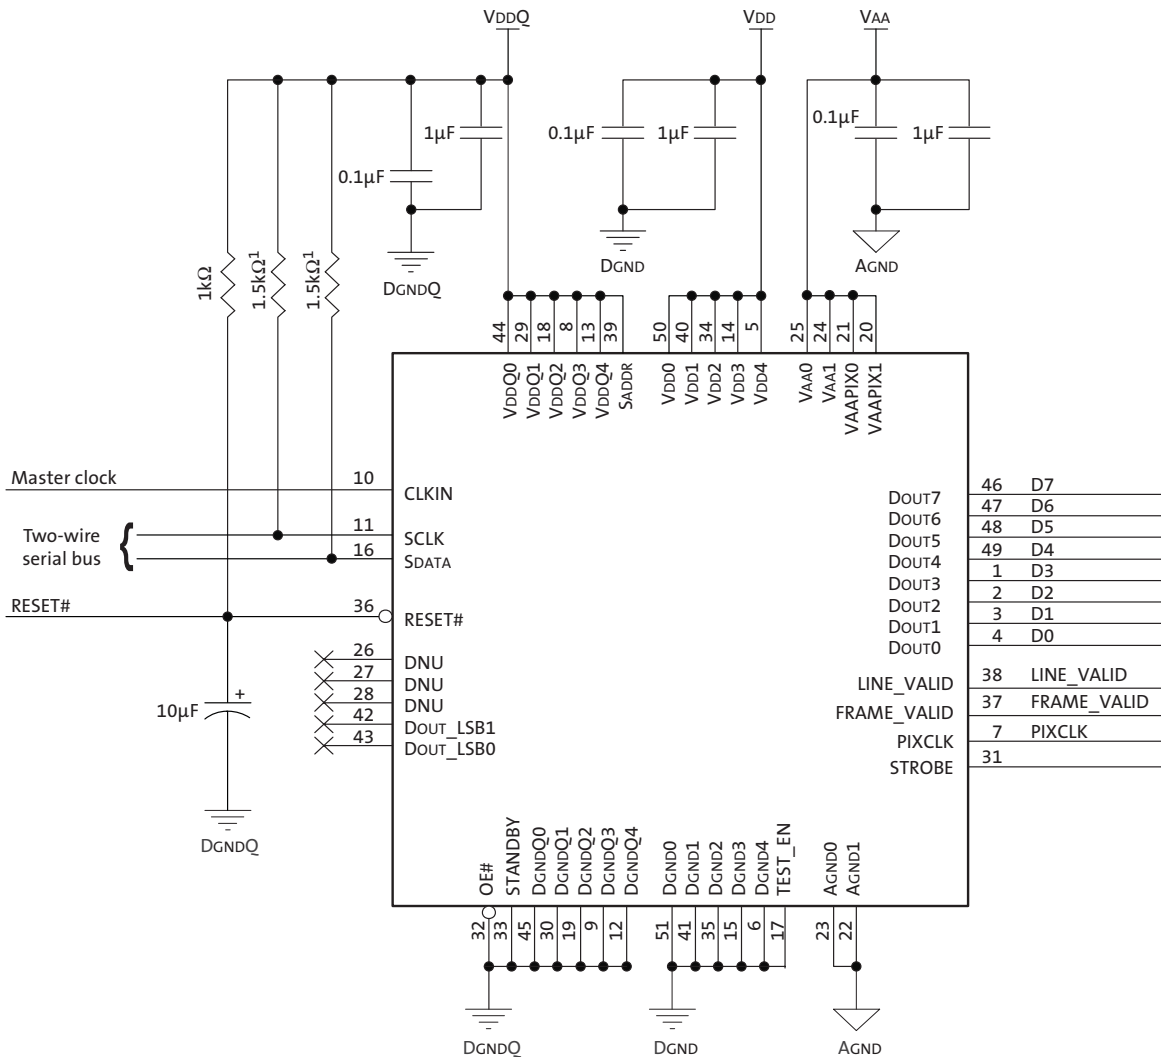 VDDQ
VDD
VAA
1µF
0.1µF
0.1µF
1µF
0.1µF
1µF
1kΩ
1.5kΩ¹
1.5kΩ¹
DGNDQ
DGND
AGND
44
29
18
8
13
39
50
40
34
14
5
25
24
21
20
VDDQ0
VDDQ1
VDDQ2
VDDQ3
VDDQ4
SADDR
VDD0
VDD1
VDD2
VDD3
VDD4
VAA0
VAA1
VAAPIX0
VAAPIX1
Master clock
10
CLKIN
Two-wire
serial bus
{
11
SCLK
16
SDATA
RESET#
36
RESET#
26
DNU
27
DNU
28
DNU
42
DOUT_LSB1
43
DOUT_LSB0
10µF
+
DGNDQ
DOUT7
46 D7
DOUT6
47 D6
DOUT5
48 D5
DOUT4
49 D4
DOUT3
1 D3
DOUT2
2 D2
DOUT1
3 D1
DOUT0
4 D0
LINE_VALID
38 LINE_VALID
FRAME_VALID
37 FRAME_VALID
PIXCLK
7 PIXCLK
STROBE
31
OE#
STANDBY
DGNDQ0
DGNDQ1
DGNDQ2
DGNDQ3
DGNDQ4
DGND0
DGND1
DGND2
DGND3
DGND4
TEST_EN
AGND0
AGND1
32
33
45
30
19
9
12
51
41
35
15
6
17
23
22
DGNDQ
DGND
AGND